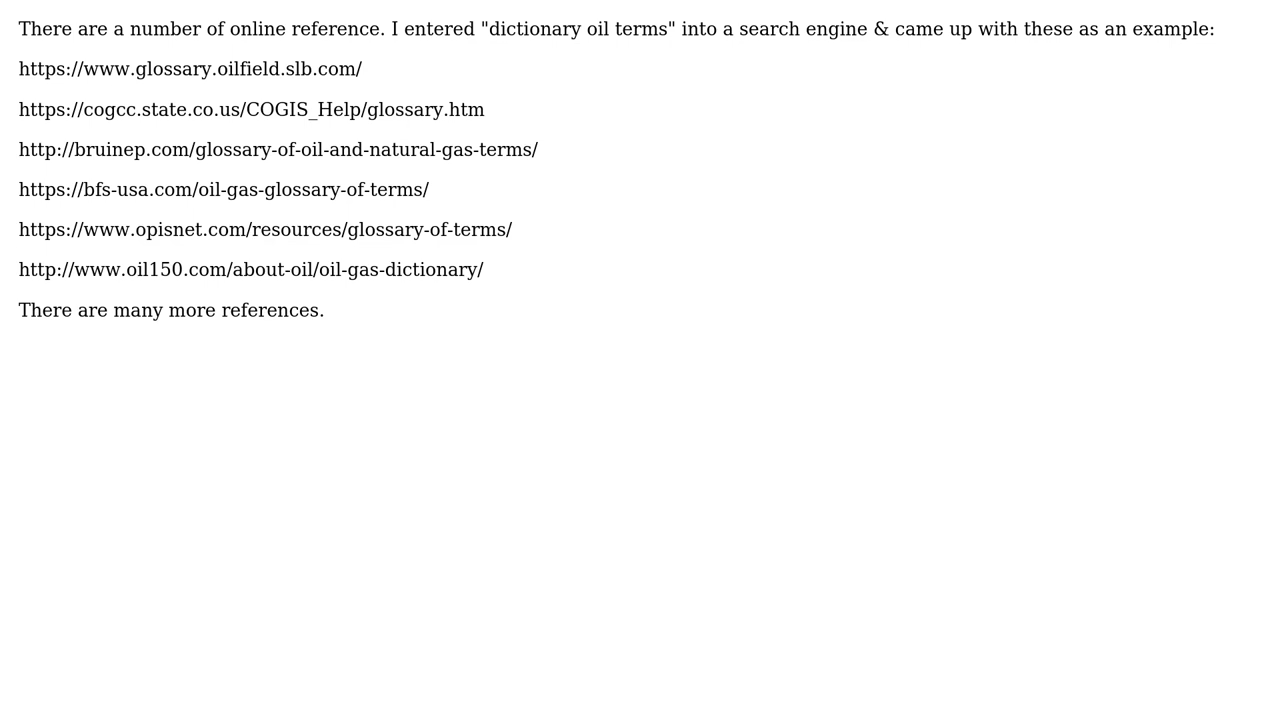 There are a number of online reference. I entered "dictionary oil terms" into a search engine & came up with these as an example:
https://www.glossary.oilfield.slb.com/
https://cogcc.state.co.us/COGIS_Help/glossary.htm
http://bruinep.com/glossary-of-oil-and-natural-gas-terms/
https://bfs-usa.com/oil-gas-glossary-of-terms/
https://www.opisnet.com/resources/glossary-of-terms/
http://www.oil150.com/about-oil/oil-gas-dictionary/
There are many more references.